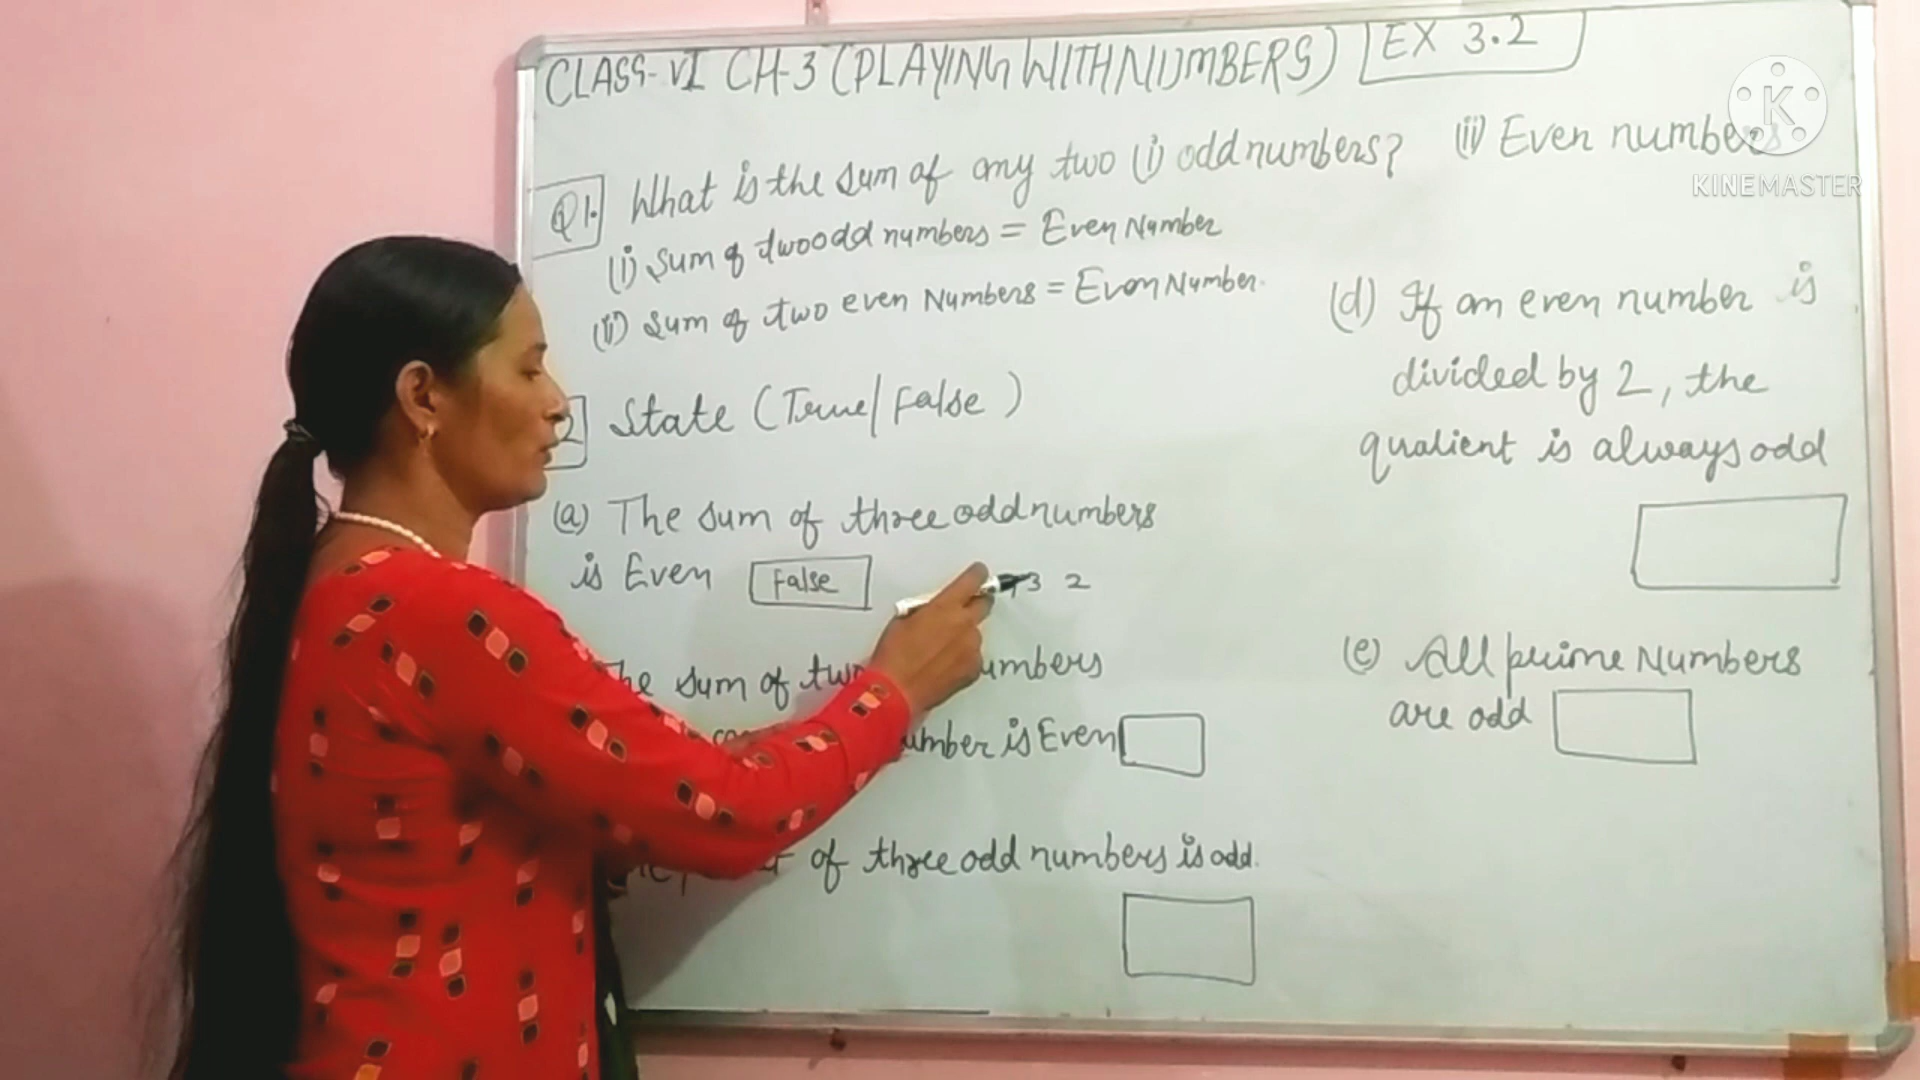 CLASS-VI CH-3 (PLAYING WITH NUMBERS) EX 3.2
Q1. What is the sum of any two (i) odd numbers? (ii) Even numbers
(i) Sum of two odd numbers = Even Number
(ii) Sum of two even Numbers = Even Number.
2 State (True/False)
(a) The sum of three odd numbers
is Even False
3 2
The sum of two umbers
umber is Even
of three odd numbers is odd.
(d) If an even number is
divided by 2, the
quotient is always odd
(e) All prime Numbers
are odd
K
KINEMASTER